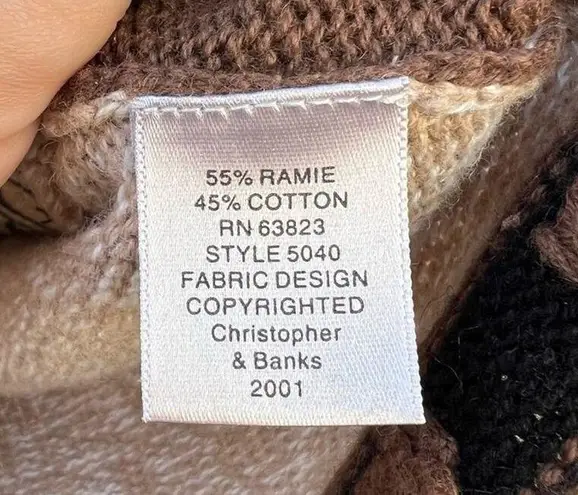 55% RAMIE
45% COTTON
RN 63823
STYLE 5040
FABRIC DESIGN
COPYRIGHTED
Christopher
& Banks
2001